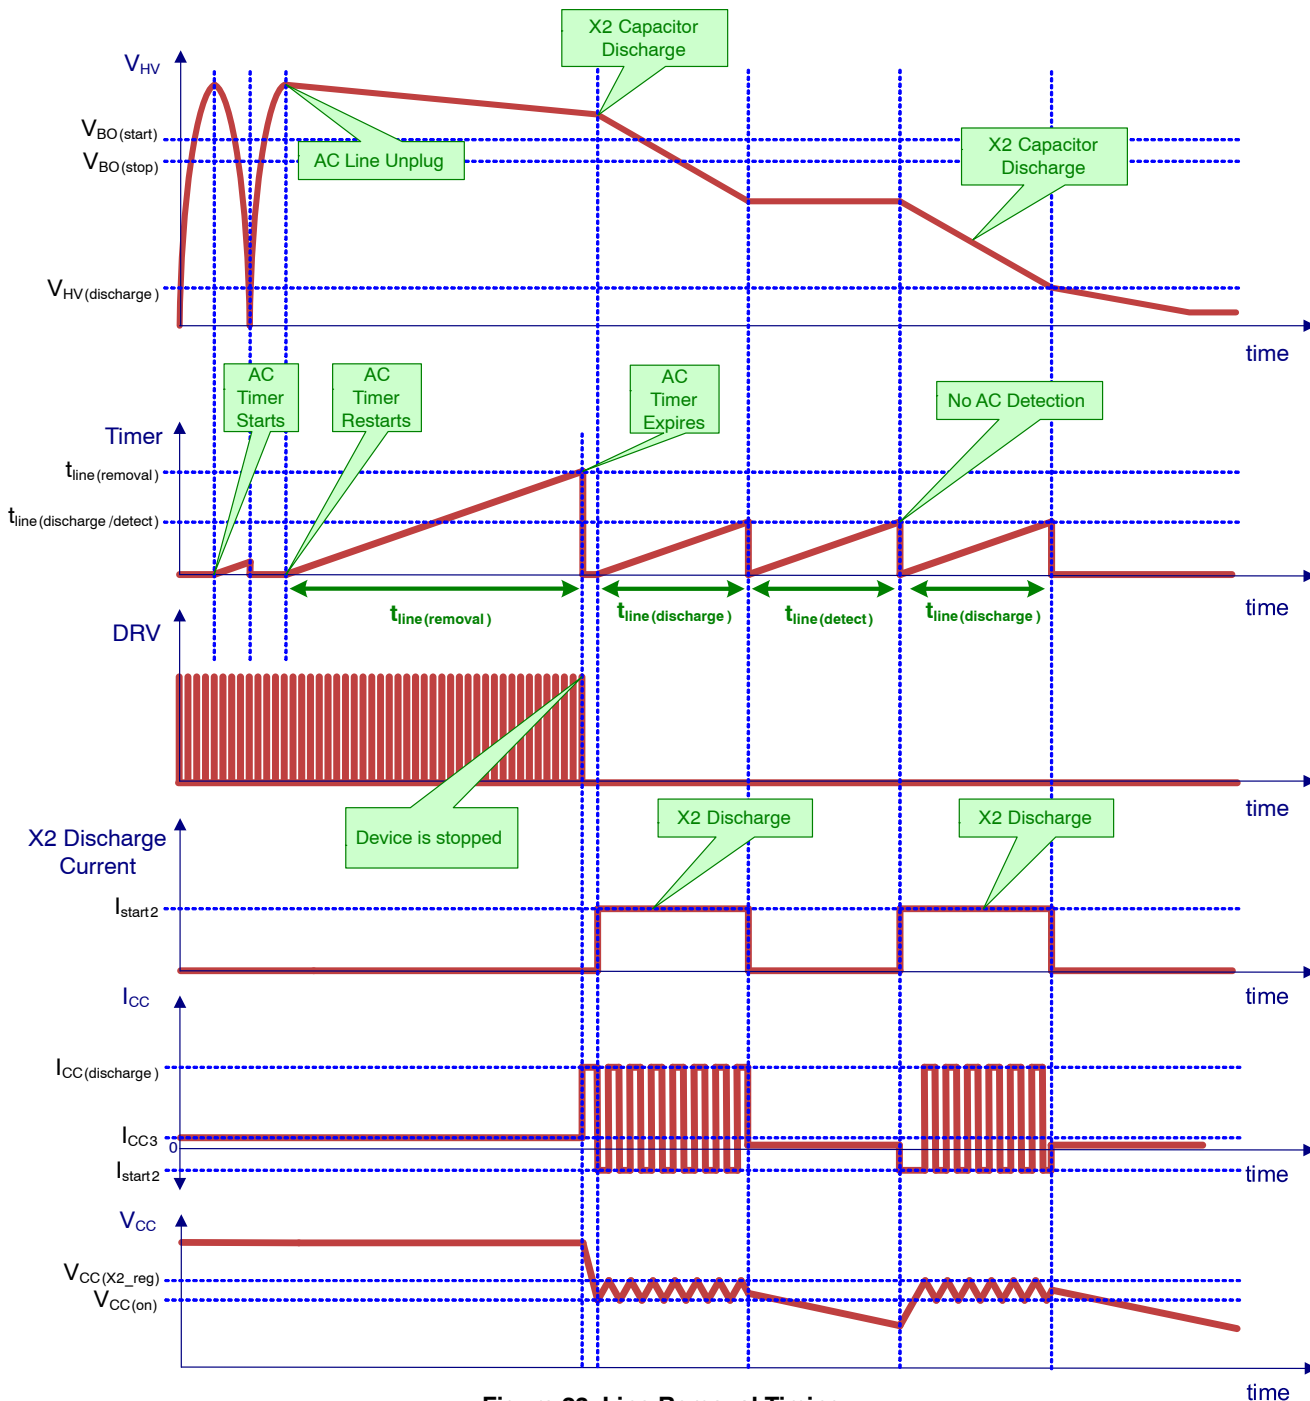 X2 Capacitor
Discharge
VHV
VBO(start)
VBO(stop)
AC Line Unplug
X2 Capacitor
Discharge
VHV(discharge)
time
AC
Timer
Starts
AC
Timer
Restarts
AC
Timer
Expires
No AC Detection
Timer
tline(removal)
tline(discharge/detect)
time
tline(removal)
tline(discharge)
tline(detect)
tline(discharge)
DRV
time
Device is stopped
X2 Discharge
X2 Discharge
X2 Discharge
Current
Istart2
time
ICC
ICC(discharge)
ICC3
0
Istart2
time
VCC
VCC(X2_reg)
VCC(on)
time